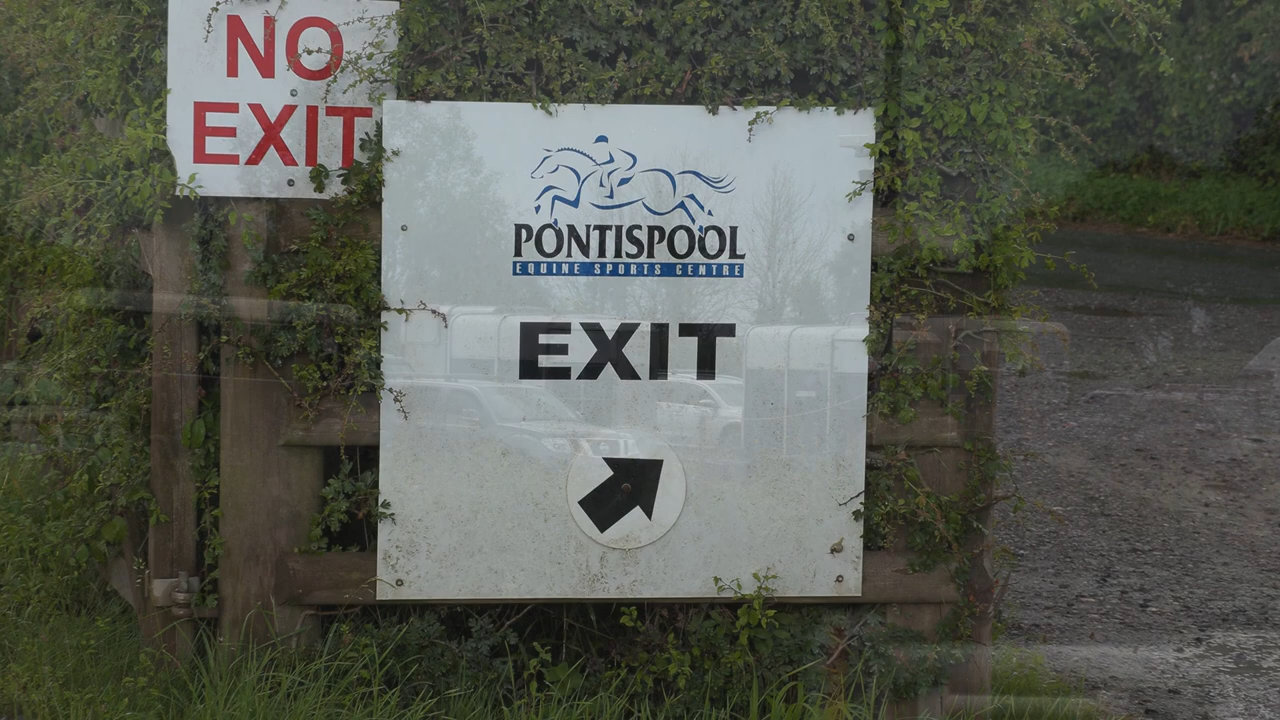 NO
EXIT
PONTISPOOL
EQUINE SPORTS CENTRE
EXIT